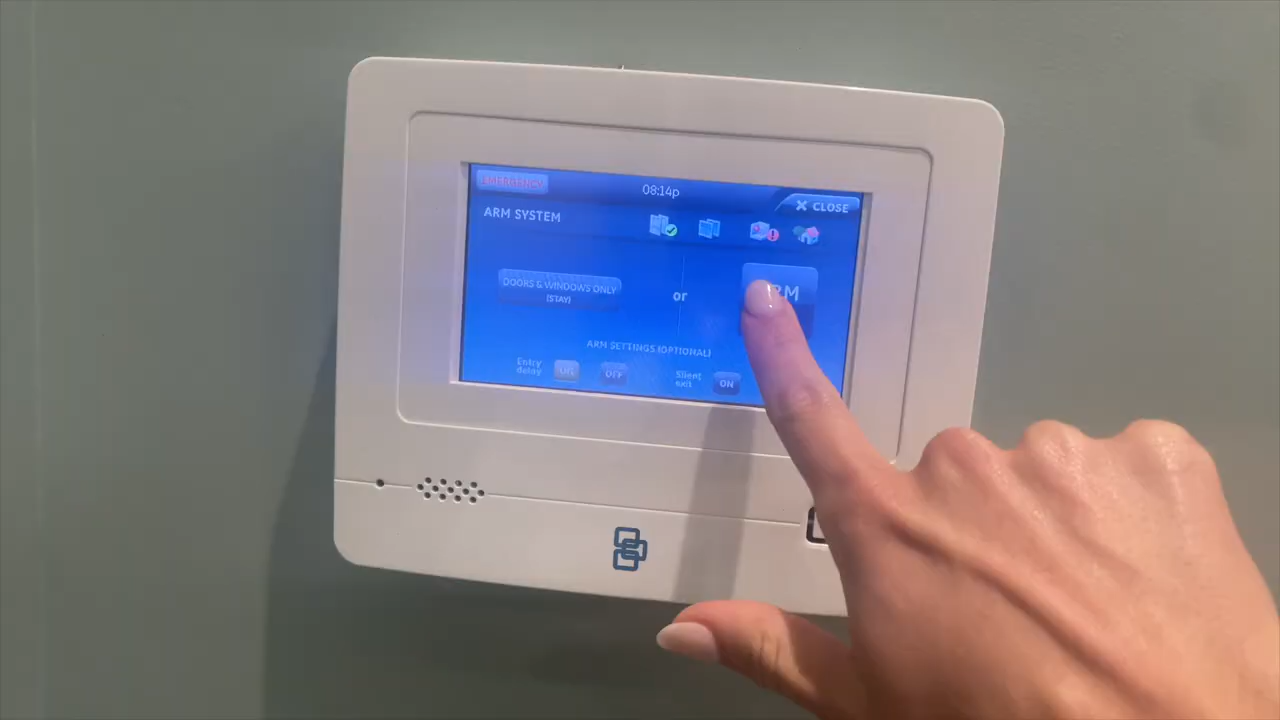 EMERGENCY
08:14p
CLOSE
ARM SYSTEM
DOORS & WINDOWS ONLY
(STAY)
or
ARM SETTINGS (OPTIONAL)
Entry
delay
OFF
Silent
exit
ON